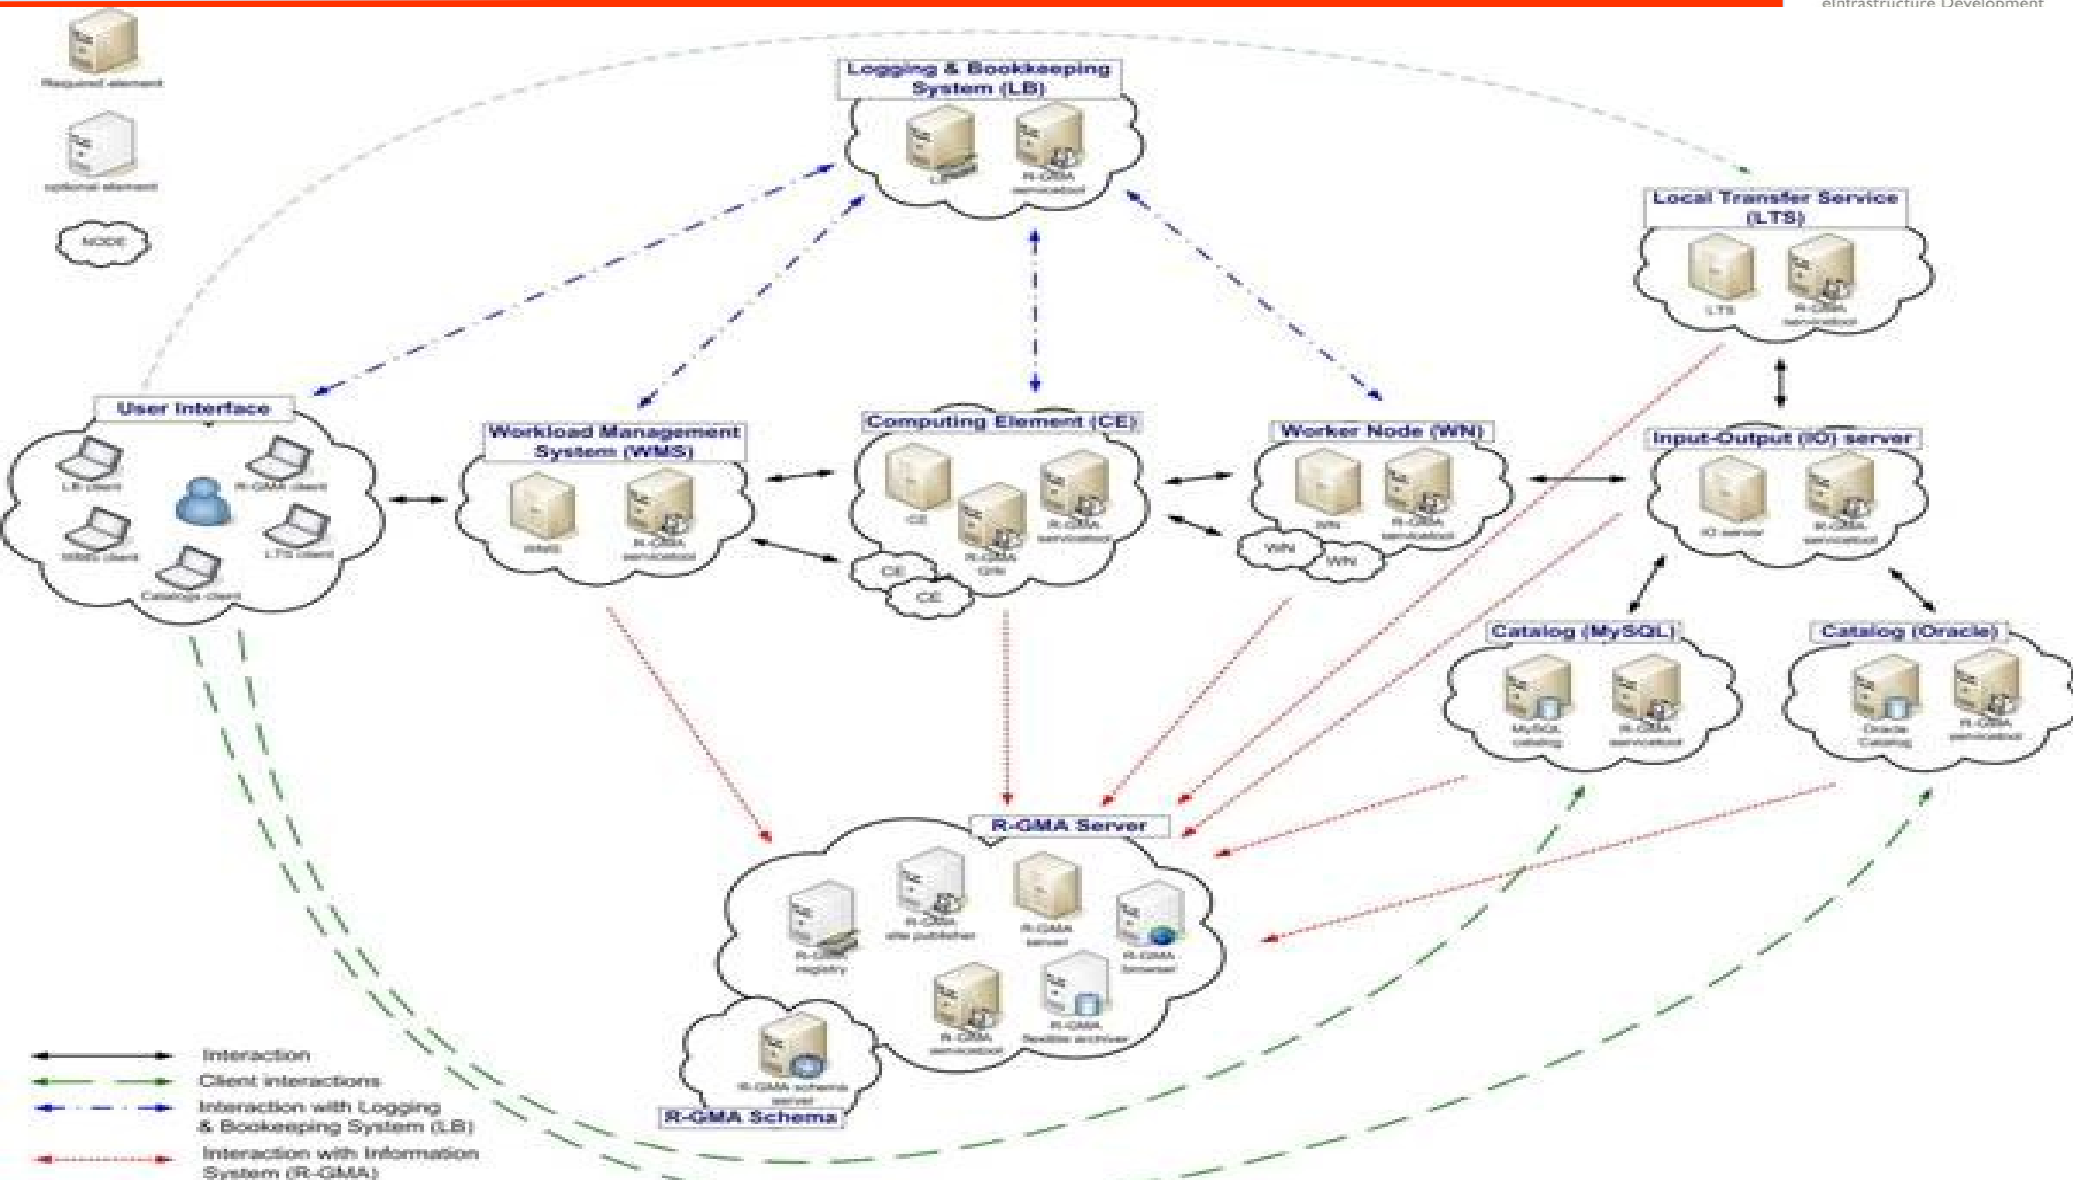 eInfrastructure Development
Required element
optional element
NODE
Logging & Bookkeeping
System (LB)
R-GMA
servicetool
Local Transfer Service
(LTS)
LTS
R-GMA
servicetool
User Interface
LB client
R-GMA client
WMS client
LTS client
Catalogs client
Workload Management
System (WMS)
WMS
R-GMA
servicetool
Computing Element (CE)
CE
R-GMA
servicetool
R-GMA
GIN
CE
CE
Worker Node (WN)
WN
R-GMA
servicetool
WN
WN
Input-Output (IO) server
IO server
R-GMA
servicetool
Catalog (MySQL)
MySQL
catalog
R-GMA
servicetool
Catalog (Oracle)
Oracle
Catalog
R-GMA
servicetool
R-GMA Server
R-GMA
registry
R-GMA
site publisher
R-GMA
server
R-GMA
browser
R-GMA
servicetool
R-GMA
flexible archiver
R-GMA schema
server
R-GMA Schema
Interaction
Client interactions
Interaction with Logging
& Bookeeping System (LB)
Interaction with Information
System (R-GMA)